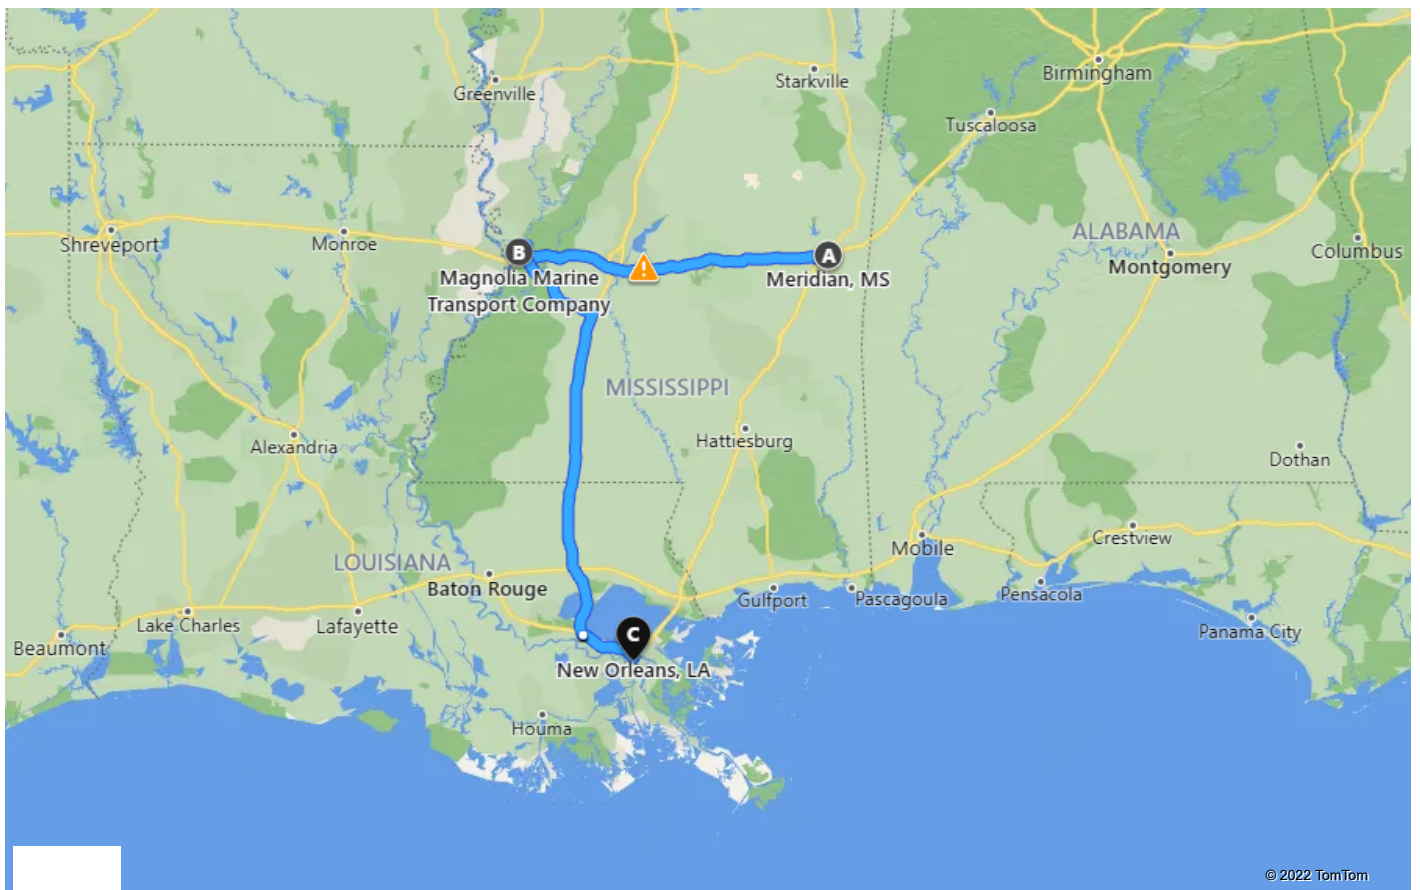 Birmingham
Starkville
Greenville
Tuscaloosa
ALABAMA
Shreveport
Monroe
B
A
Columbus
Montgomery
Magnolia Marine
Transport Company
!
Meridian, MS
MISSISSIPPI
Hattiesburg
Alexandria
Dothan
Crestview
Mobile
LOUISIANA
Baton Rouge
Gulfport
Pascagoula
Pensacola
Lake Charles
Lafayette
C
Panama City
Beaumont
New Orleans, LA
Houma
© 2022 TomTom